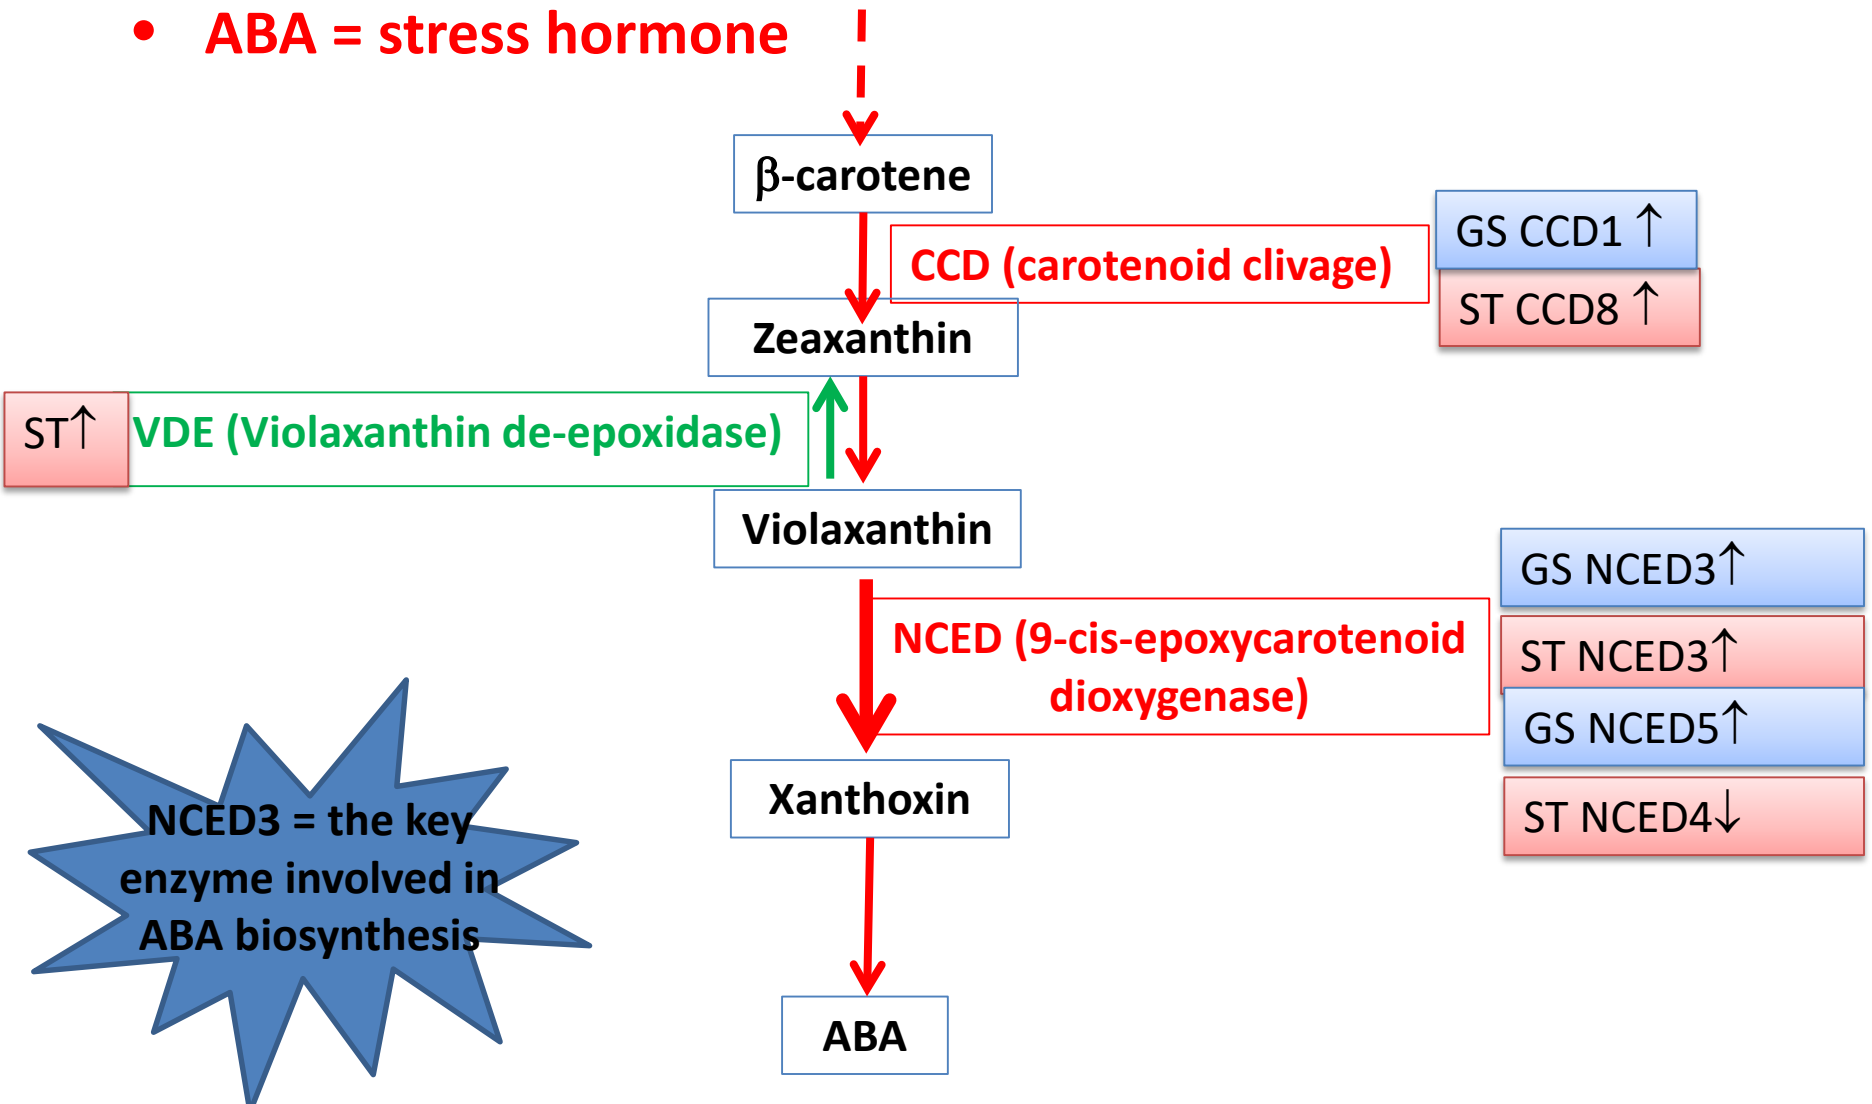 • ABA = stress hormone
β-carotene
GS CCD1 ↑
CCD (carotenoid clivage)
ST CCD8 ↑
Zeaxanthin
ST↑
VDE (Violaxanthin de-epoxidase)
Violaxanthin
GS NCED3↑
NCED (9-cis-epoxycarotenoid
dioxygenase)
ST NCED3↑
GS NCED5↑
ST NCED4↓
Xanthoxin
NCED3 = the key
enzyme involved in
ABA biosynthesis
ABA